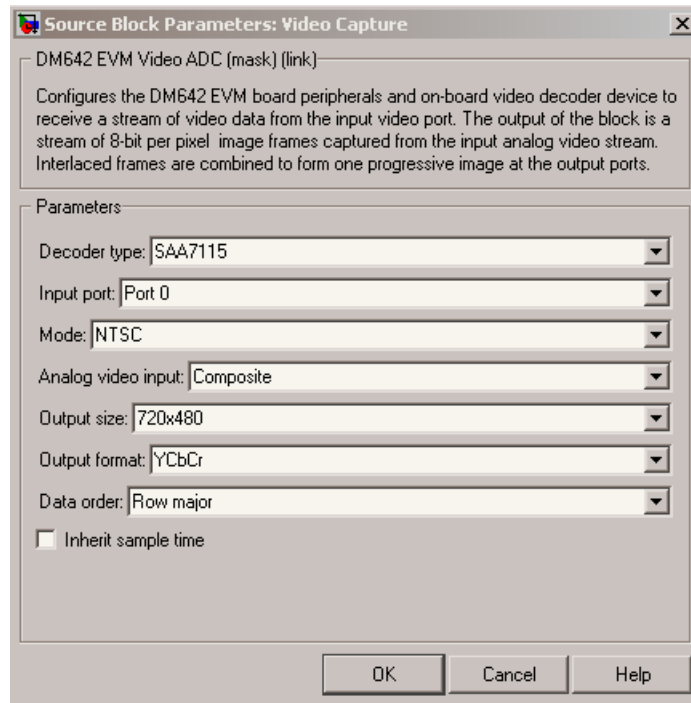 Source Block Parameters: Video Capture
DM642 EVM Video ADC (mask) (link)
Configures the DM642 EVM board peripherals and on-board video decoder device to
receive a stream of video data from the input video port. The output of the block is a
stream of 8-bit per pixel image frames captured from the input analog video stream.
Interlaced frames are combined to form one progressive image at the output ports.
Parameters
Decoder type: SAA7115
Input port: Port 0
Mode: NTSC
Analog video input: Composite
Output size: 720x480
Output format: YCbCr
Data order: Row major
Inherit sample time
OK Cancel Help